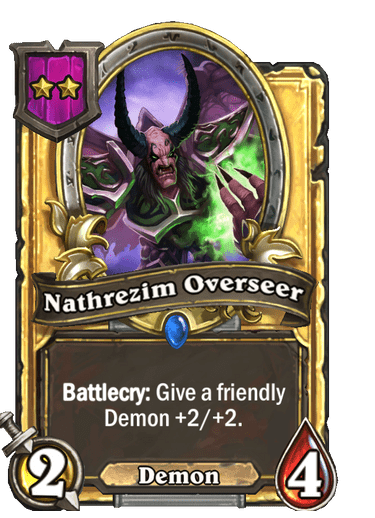 Nathrezim Overseer
Battlecry: Give a friendly
Demon +2/+2.
2
Demon
4